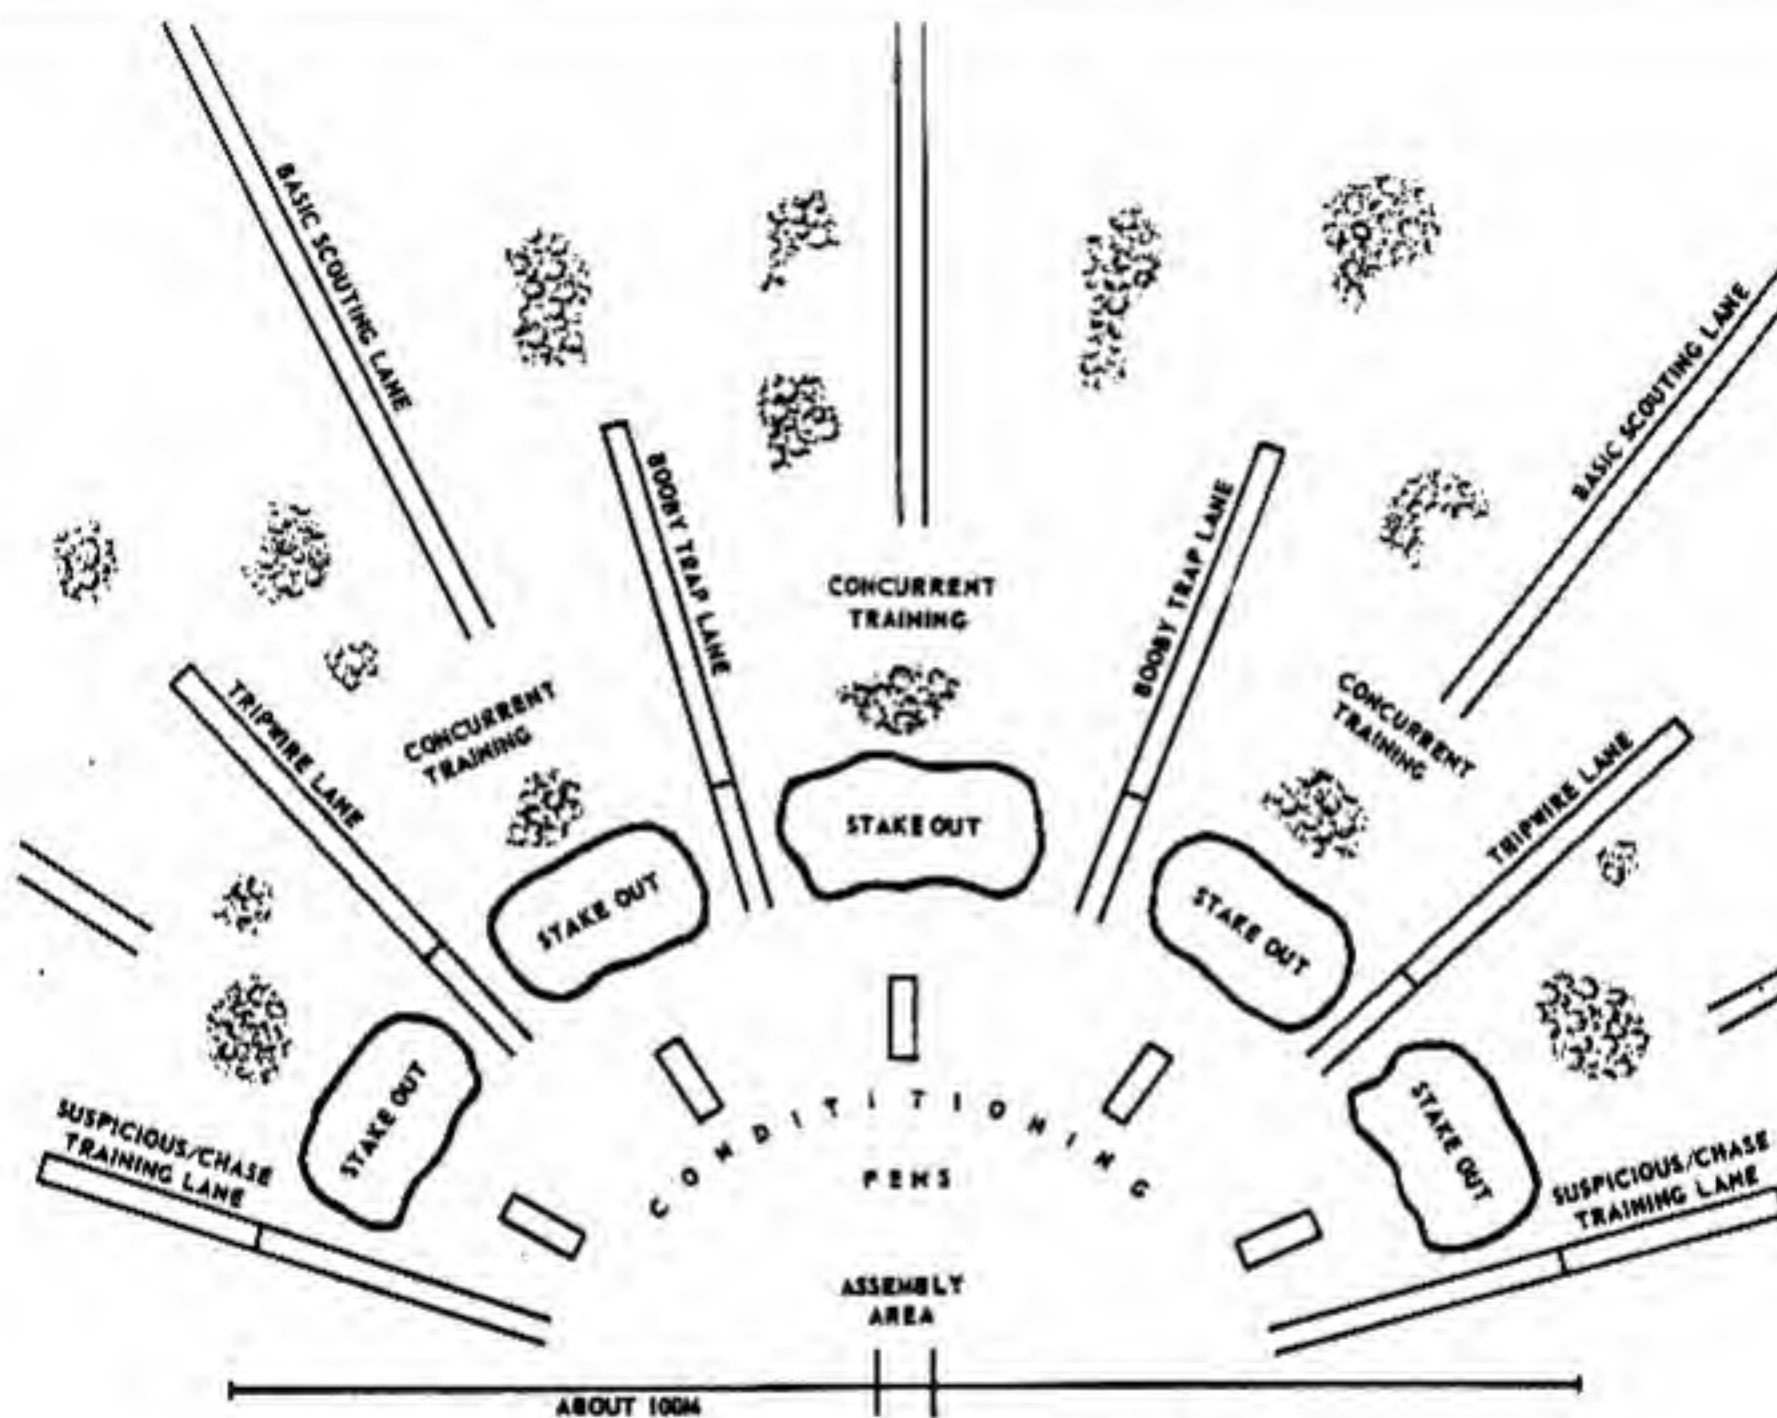 BASIC SCOUTING LANE
BASIC SCOUTING LANE
BOOBY TRAP LANE
BOOBY TRAP LANE
CONCURRENT
TRAINING
CONCURRENT
TRAINING
CONCURRENT
TRAINING
TRIPWIRE LANE
TRIPWIRE LANE
STAKE OUT
STAKE OUT
STAKE OUT
STAKE OUT
STAKE OUT
SUSPICIOUS/CHASE
TRAINING LANE
SUSPICIOUS/CHASE
TRAINING LANE
CONDITITIONING
PENS
ASSEMBLY
AREA
ABOUT 100M